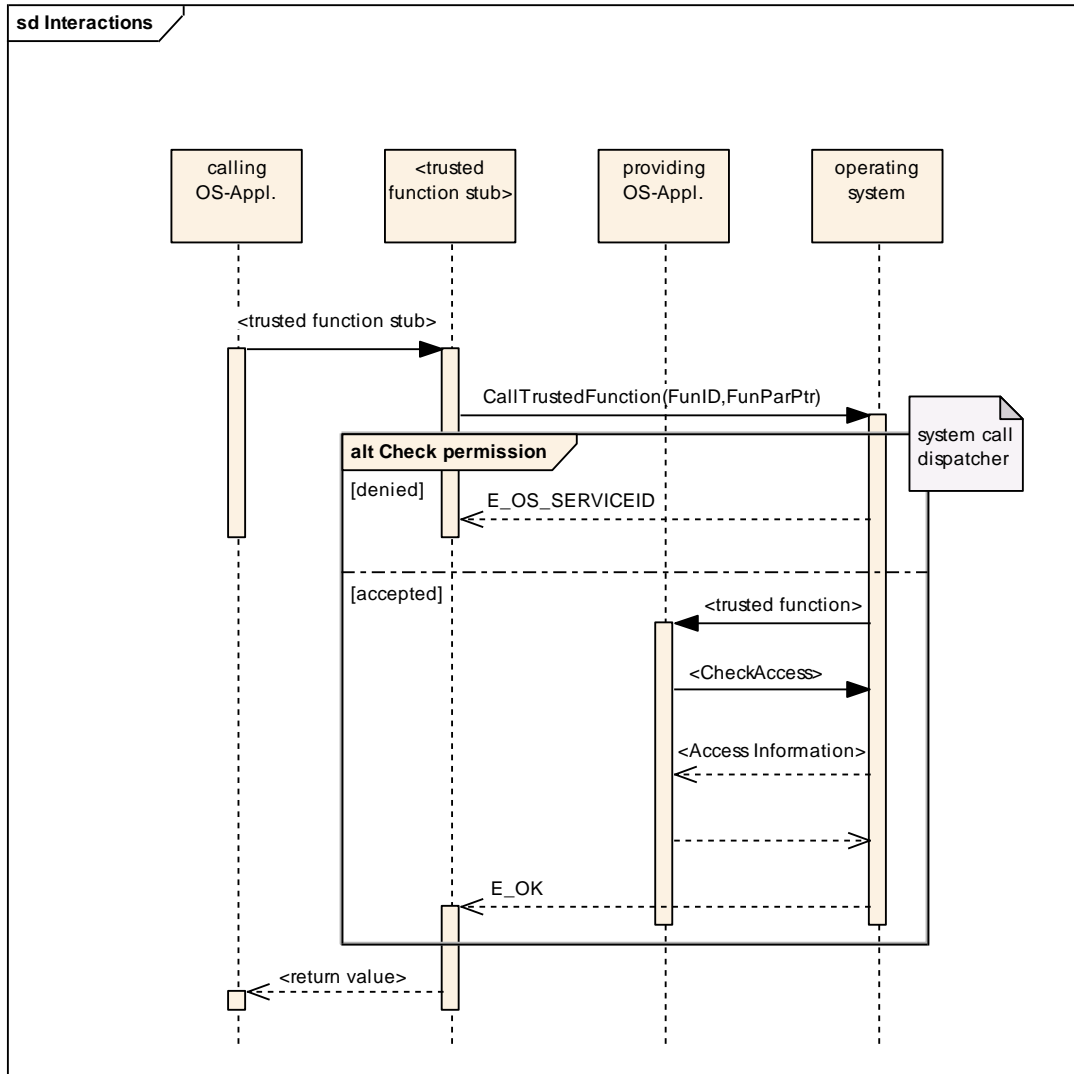 sd Interactions
calling
OS-Appl.
<trusted
function stub>
providing
OS-Appl.
operating
system
<trusted function stub>
CallTrustedFunction(FunID,FunParPtr)
system call
dispatcher
alt Check permission
[denied]
E_OS_SERVICEID
[accepted]
<trusted function>
<CheckAccess>
<Access Information>
E_OK
<return value>